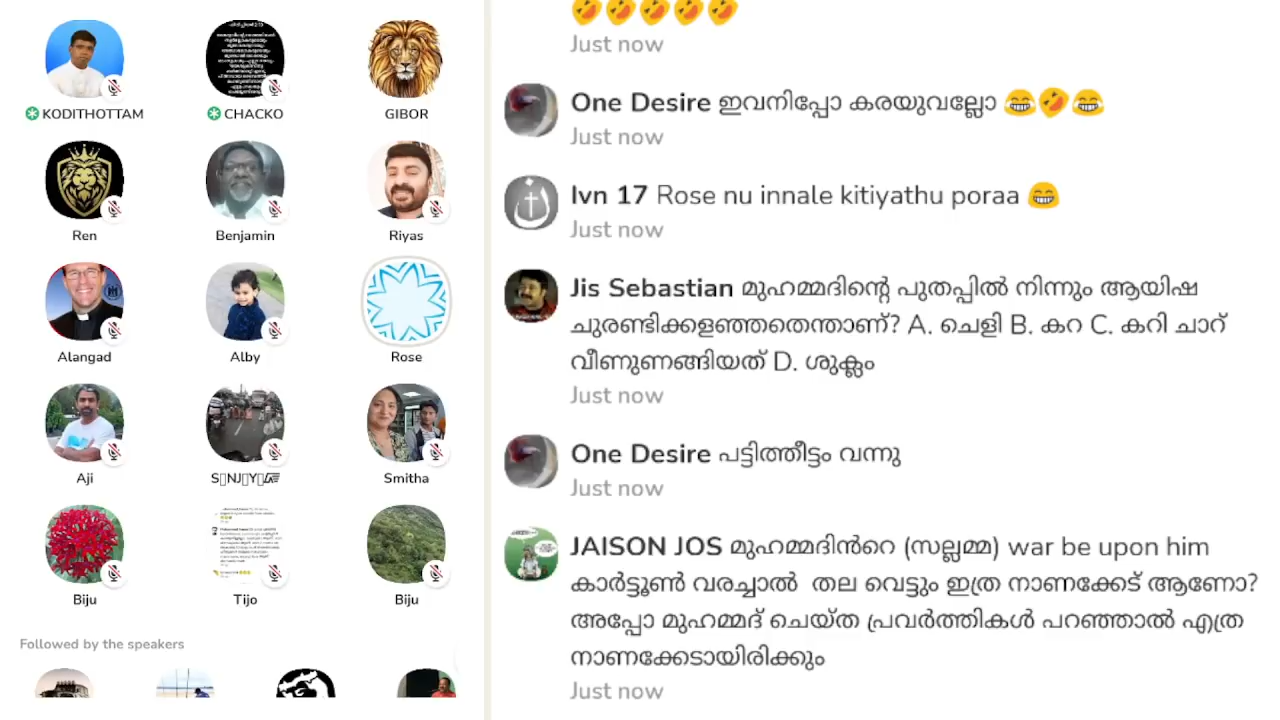 KODITHOTTAM
CHACKO
GIBOR
Ren
Benjamin
Riyas
Alangad
Alby
Rose
Aji
Smitha
Biju
Tijo
Biju
Followed by the speakers
Just now
One Desire ഇവനിപ്പോ കരയുവല്ലോ 😂🤣😂
Just now
Ivn 17 Rose nu innale kitiyathu poraa 😁
Just now
Jis Sebastian മുഹമ്മദിന്റെ പുതപ്പിൽ നിന്നും ആയിഷ
ചുരണ്ടിക്കളഞ്ഞതെന്താണ്? A. ചെളി B. കറ C. കറി ചാറ്
വീണുണങ്ങിയത് D. ശുക്ലം
Just now
One Desire പട്ടിത്തീട്ടം വന്നു
Just now
JAISON JOS മുഹമ്മദിൻറെ (സല്ലമ്മ) war be upon him
കാർട്ടൂൺ വരച്ചാൽ തല വെട്ടും ഇത്ര നാണക്കേട് ആണോ?
അപ്പോ മുഹമ്മദ് ചെയ്ത പ്രവർത്തികൾ പറഞ്ഞാൽ എത്ര
നാണക്കേടായിരിക്കും
Just now